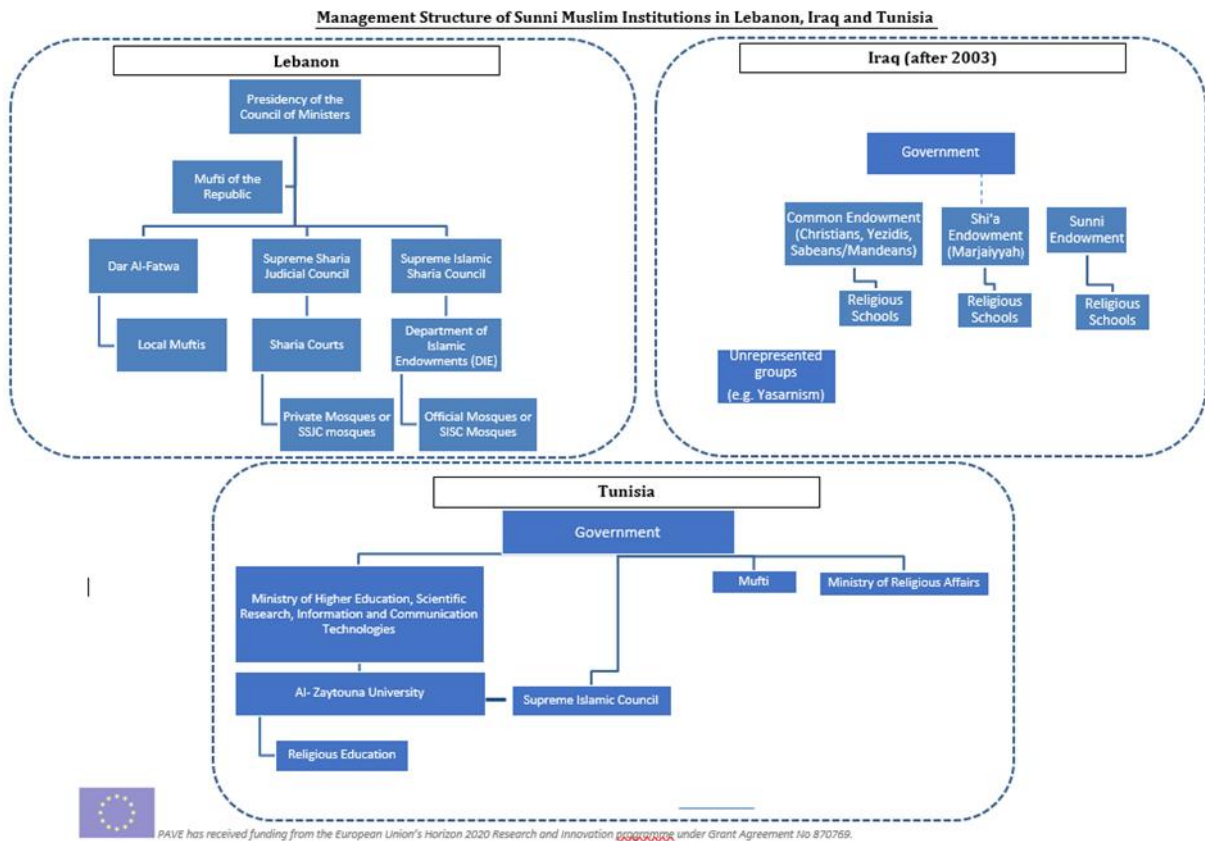 Management Structure of Sunni Muslim Institutions in Lebanon, Iraq and Tunisia
Lebanon
Presidency of the
Council of Ministers
Mufti of the
Republic
Dar Al-Fatwa
Supreme Sharia
Judicial Council
Supreme Islamic
Sharia Council
Local Muftis
Sharia Courts
Department of
Islamic
Endowments (DIE)
Private Mosques or
SSJC mosques
Official Mosques or
SISC Mosques
Iraq (after 2003)
Government
Common Endowment
(Christians, Yezidis,
Sabeans/Mandeans)
Shi'a
Endowment
(Marjaiyyah)
Sunni
Endowment
Religious
Schools
Religious
Schools
Religious
Schools
Unrepresented
groups
(e.g. Yasarnism)
Tunisia
Government
Ministry of Higher Education, Scientific
Research, Information and Communication
Technologies
Mufti
Ministry of Religious Affairs
Al- Zaytouna University
Supreme Islamic Council
Religious Education
PAVE has received funding from the European Union's Horizon 2020 Research and Innovation programme under Grant Agreement No 870769.